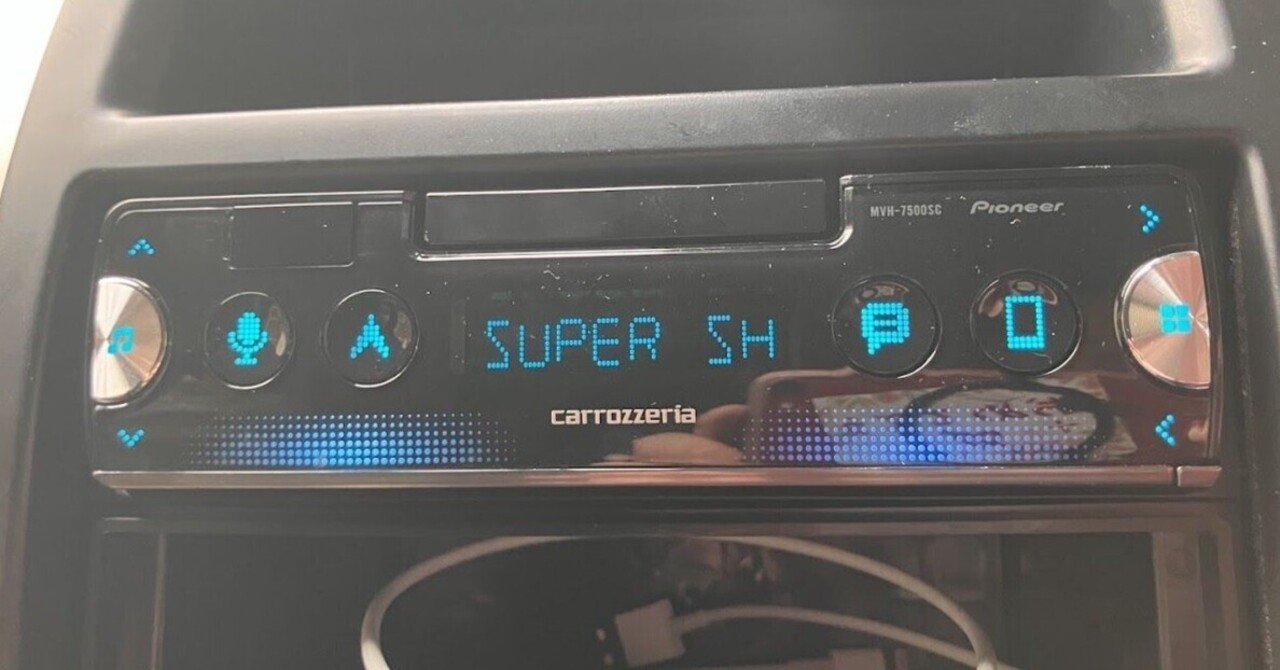 MVH-7500SC Pioneer
SUPER SH
carrozzeria